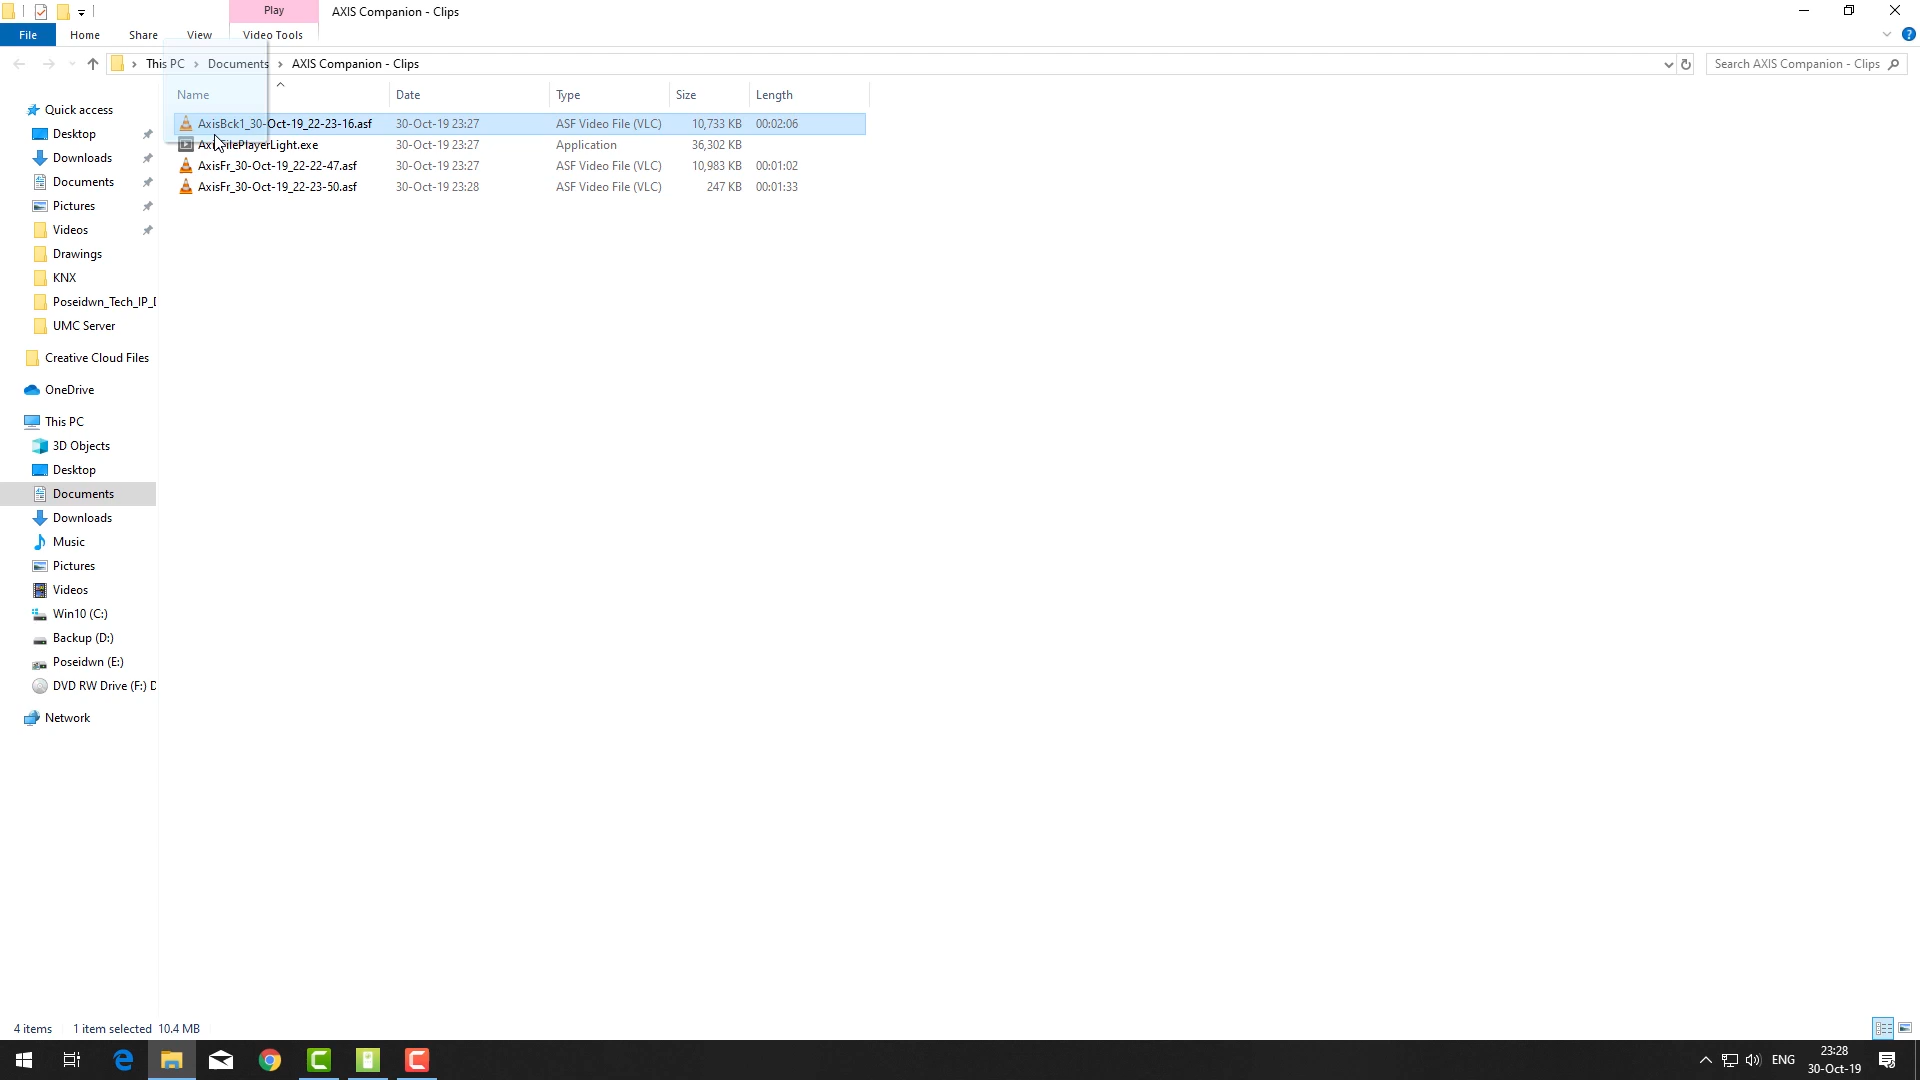 Play
AXIS Companion - Clips
File
Home
Share
View
Video Tools
This PC
Documents
AXIS Companion - Clips
Search AXIS Companion - Clips
Name
Date
Type
Size
Length
AxisBck1_30-Oct-19_22-23-16.asf 30-Oct-19 23:27 ASF Video File (VLC) 10,733 KB 00:02:06
AxisFilePlayerLight.exe 30-Oct-19 23:27 Application 36,302 KB
AxisFr_30-Oct-19_22-22-47.asf 30-Oct-19 23:27 ASF Video File (VLC) 10,983 KB 00:01:02
AxisFr_30-Oct-19_22-23-50.asf 30-Oct-19 23:28 ASF Video File (VLC) 247 KB 00:01:33
Quick access
Desktop
Downloads
Documents
Pictures
Videos
Drawings
KNX
Poseidwn_Tech_IP_
UMC Server
Creative Cloud Files
OneDrive
This PC
3D Objects
Desktop
Documents
Downloads
Music
Pictures
Videos
Win10 (C:)
Backup (D:)
Poseidwn (E:)
DVD RW Drive (F:) D
Network
4 items 1 item selected 10.4 MB
ENG
23:28
30-Oct-19